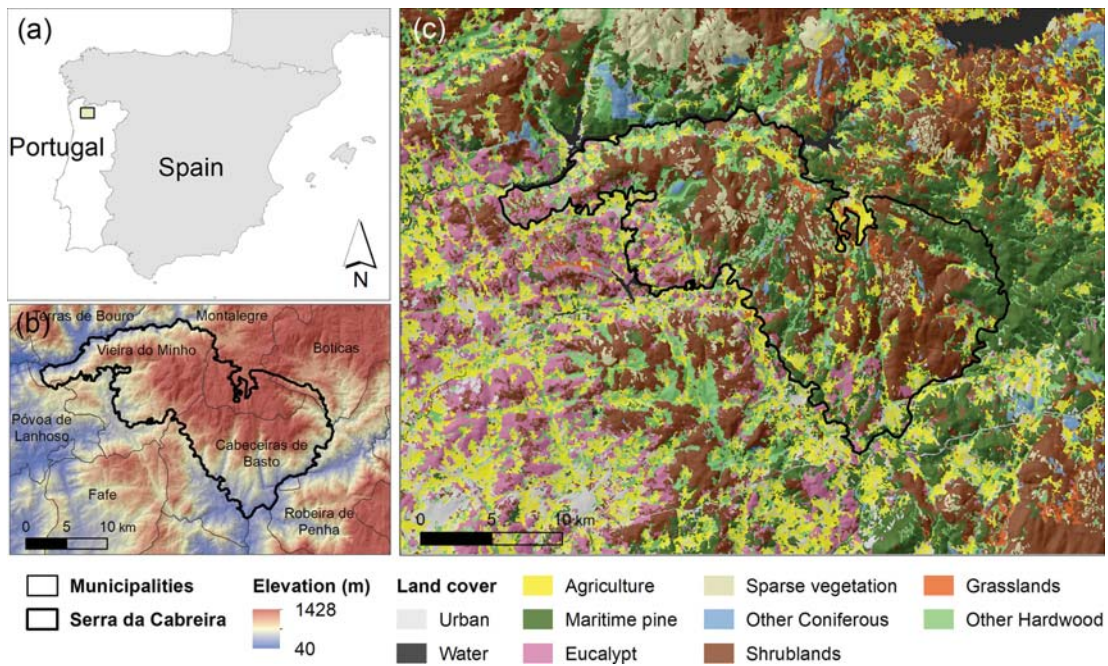 (a)
Portugal
Spain
N
(b)
Terras de Bouro
Montalegre
Vieira do Minho
Boticas
Póvoa de
Lanhoso
Cabeceiras de
Basto
Fafe
Robeira de
Penha
0 5 10 km
(c)
0 5 10 km
Municipalities
Serra da Cabreira
Elevation (m)
1428
40
Land cover
Urban
Water
Agriculture
Maritime pine
Eucalypt
Sparse vegetation
Other Coniferous
Shrublands
Grasslands
Other Hardwood